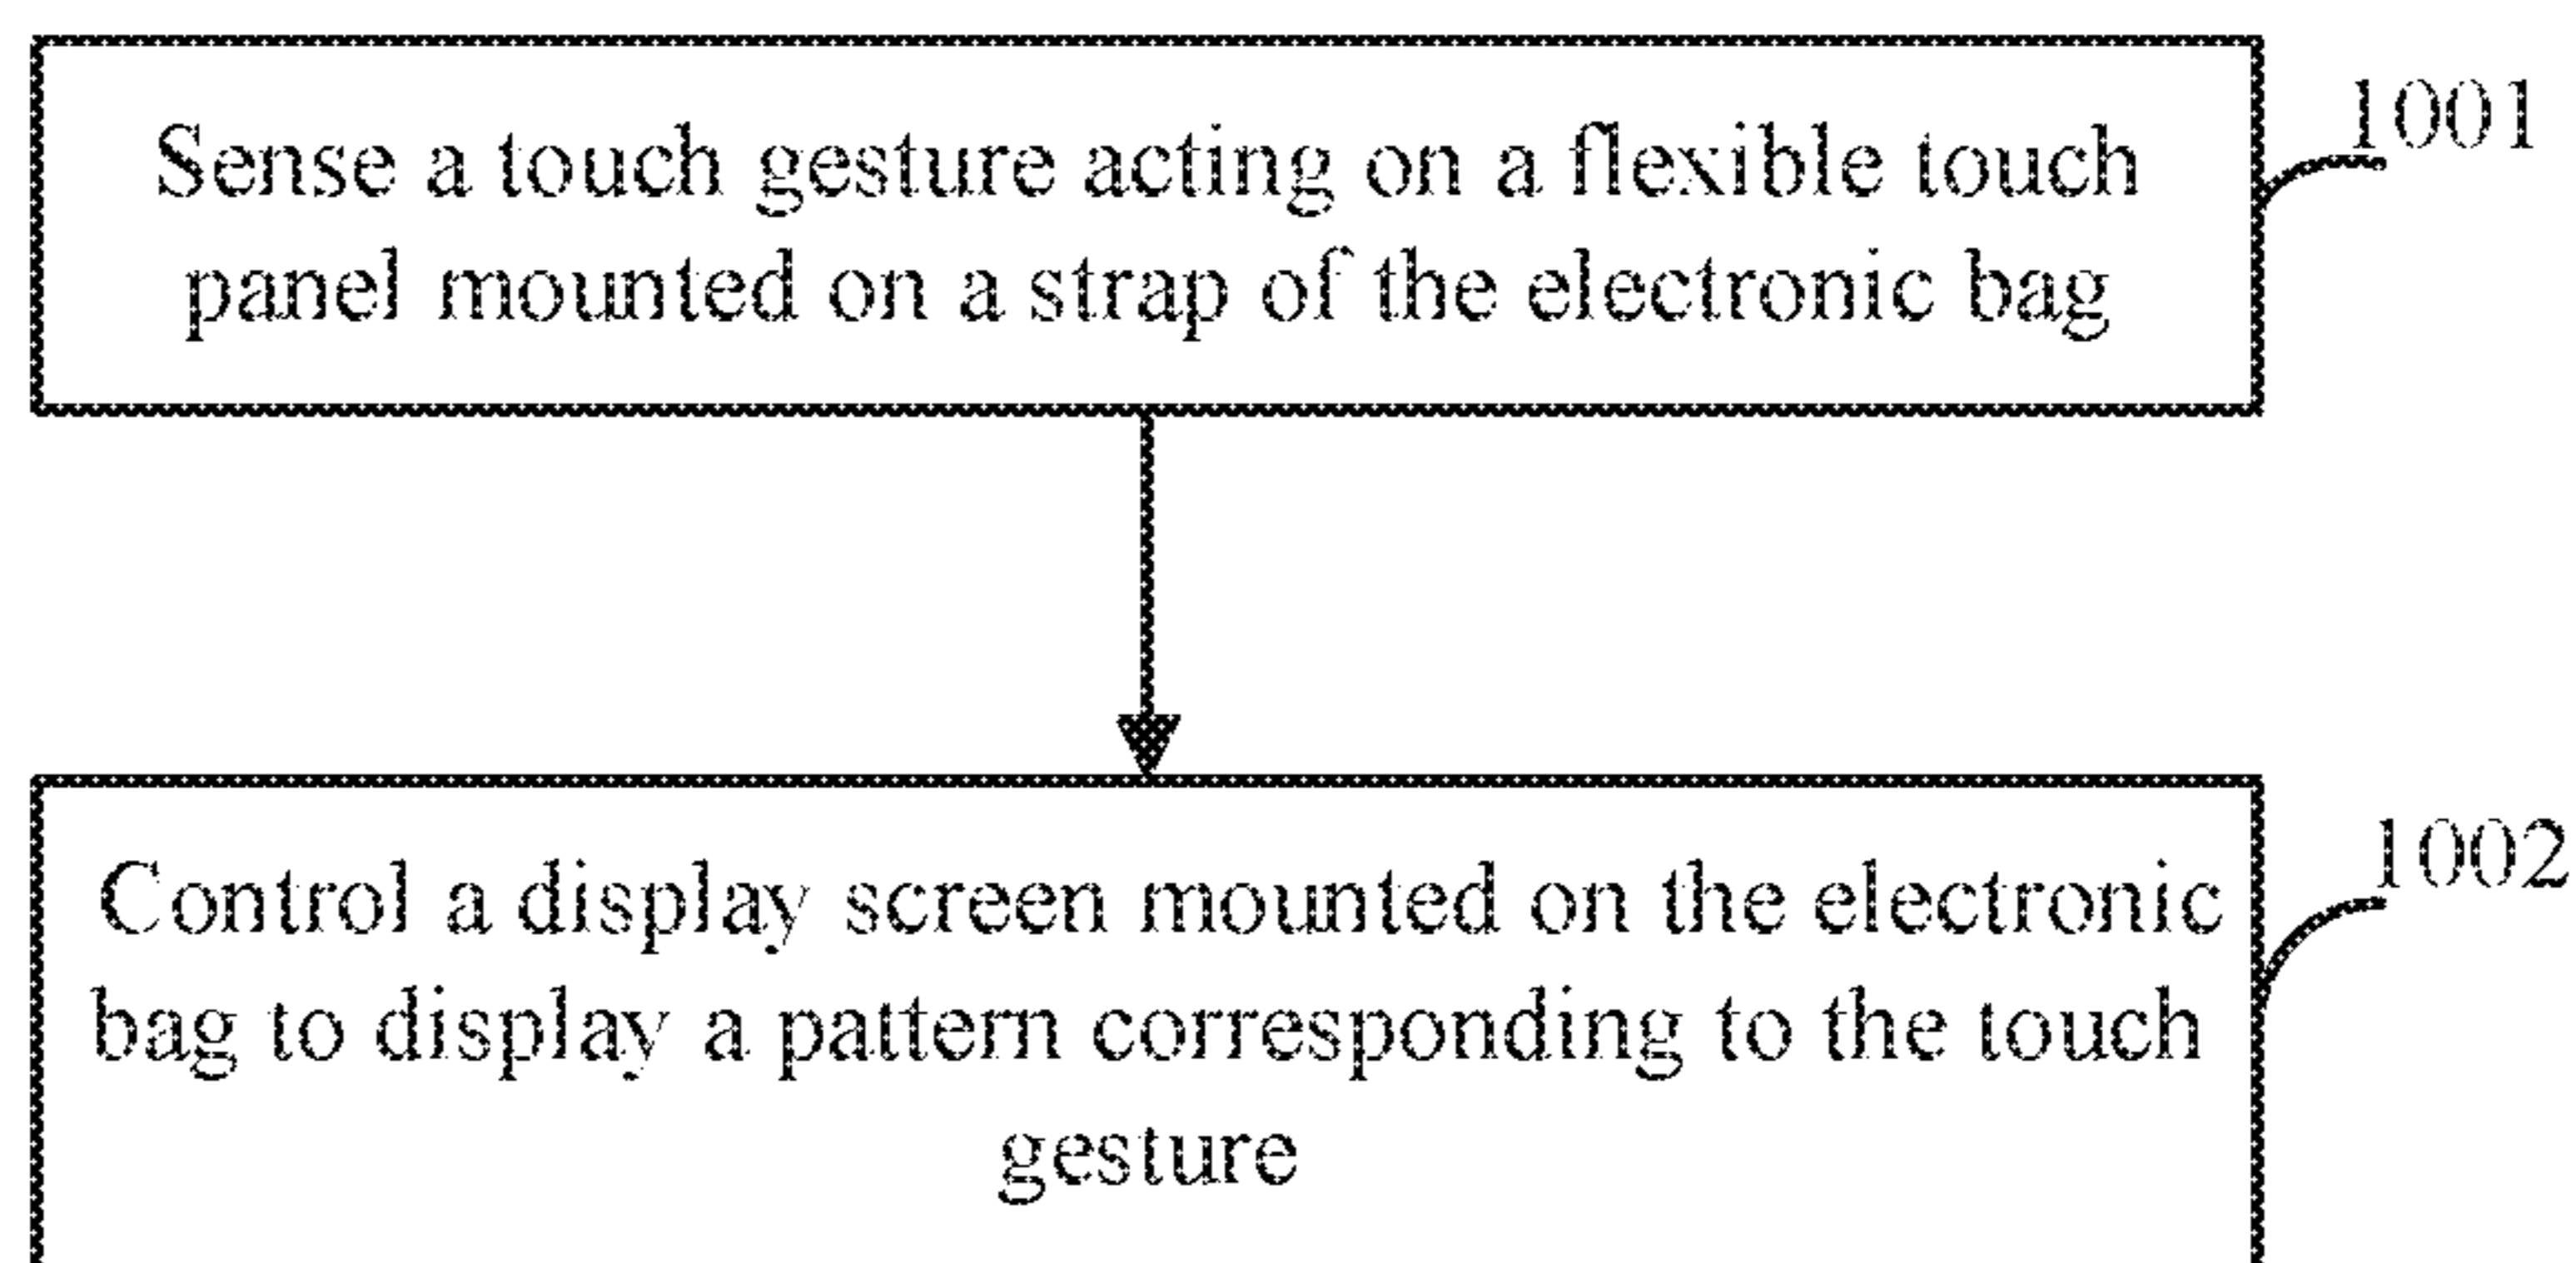 Sense a touch gesture acting on a flexible touch
panel mounted on a strap of the electronic bag
1001
Control a display screen mounted on the electronic
bag to display a pattern corresponding to the touch
gesture
1002